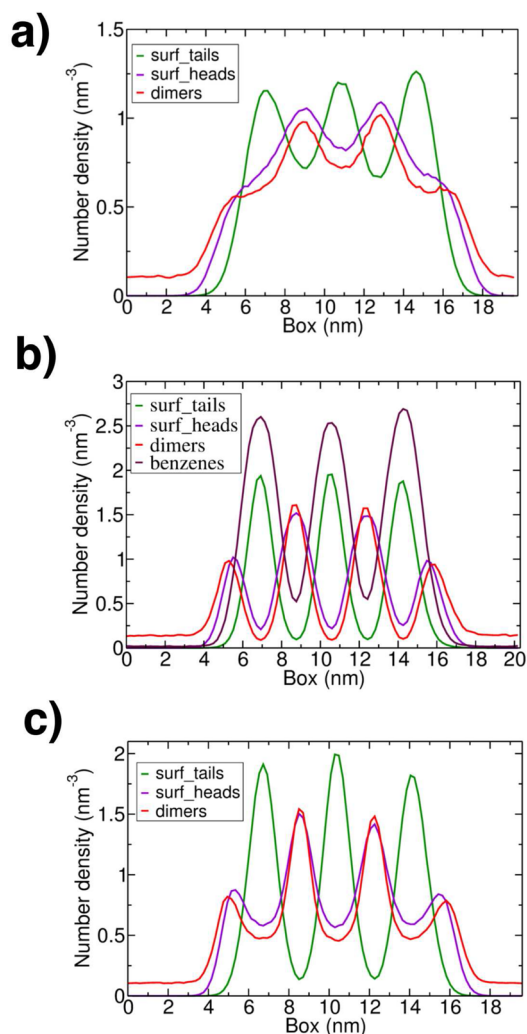 a)
1.5
surf_tails
surf_heads
dimers
1
0.5
0
Number density (nm⁻³)
0 2 4 6 8 10 12 14 16 18
Box (nm)
b)
3
surf_tails
surf_heads
dimers
benzenes
2.5
2
1.5
1
0.5
0
Number density (nm⁻³)
0 2 4 6 8 10 12 14 16 18 20
Box (nm)
c)
2
surf_tails
surf_heads
dimers
1.5
1
0.5
0
Number density (nm⁻³)
0 2 4 6 8 10 12 14 16 18
Box (nm)